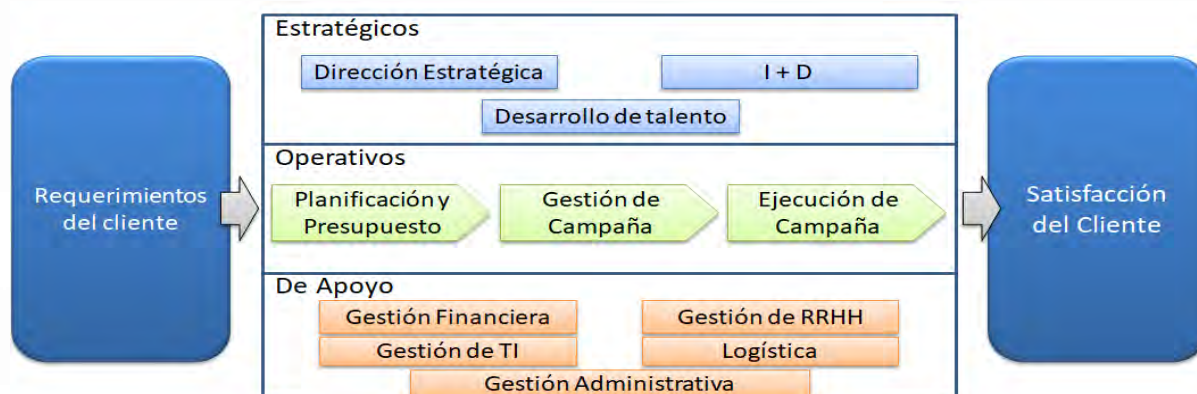 Requerimientos
del cliente
Estratégicos
Dirección Estratégica
I + D
Desarrollo de talento
Operativos
Planificación y
Presupuesto
Gestión de
Campaña
Ejecución de
Campaña
De Apoyo
Gestión Financiera
Gestión de RRHH
Gestión de TI
Logística
Gestión Administrativa
Satisfacción
del Cliente